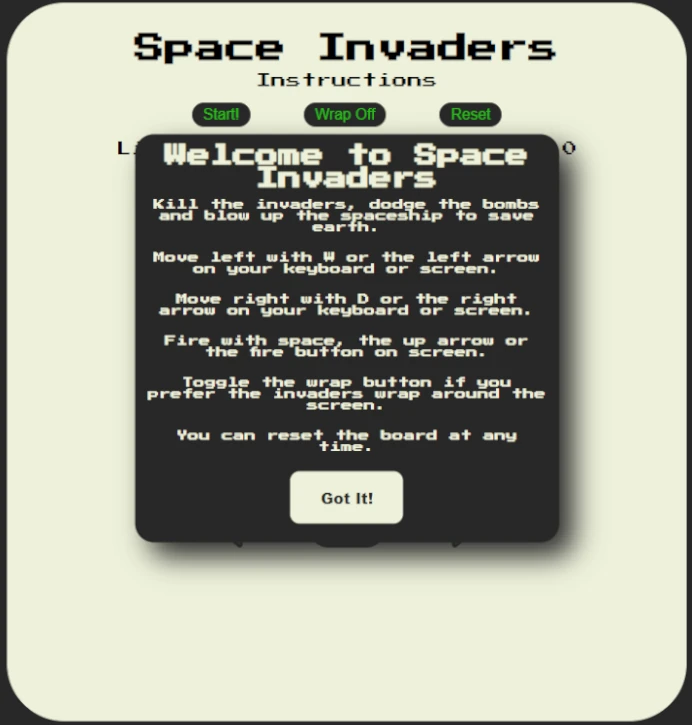 Space Invaders
Instructions
Start!
Wrap Off
Reset
Welcome to Space
Invaders
Kill the invaders, dodge the bombs
and blow up the spaceship to save
earth.
Move left with W or the left arrow
on your keyboard or screen.
Move right with D or the right
arrow on your keyboard or screen.
Fire with space, the up arrow or
the fire button on screen.
Toggle the wrap button if you
prefer the invaders wrap around the
screen.
You can reset the board at any
time.
Got It!